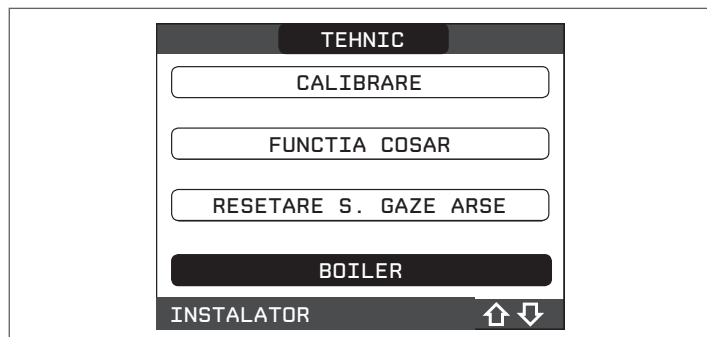 TEHNIC
CALIBRARE
FUNCTIA COSAR
RESETARE S. GAZE ARSE
BOILER
INSTALATOR